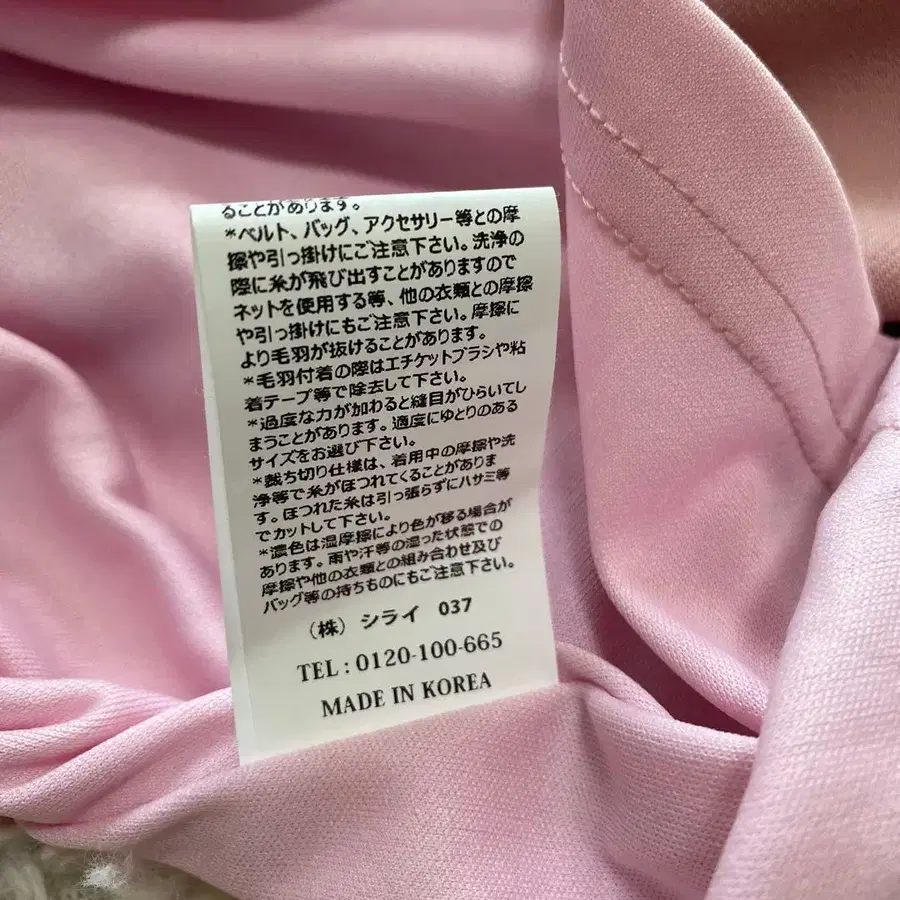 ることがあります。
*ベルト、バッグ、アクセサリー等との摩
擦や引っ掛けにご注意下さい。洗浄の
際に糸が飛び出すことがありますので
ネットを使用する等、他の衣類との摩擦
や引っ掛けにもご注意下さい。摩擦に
より毛羽が抜けることがあります。
*毛羽付着の際はエチケットブラシや粘
着テープ等で除去して下さい。
*過度な力が加わると縫目がひらいてし
まうことがあります。適度にゆとりのある
サイズをお選び下さい。
*裁ち切り仕様は、着用中の摩擦や洗
浄等で糸がほつれてくることがありま
す。ほつれた糸は引っ張らずにハサミ等
でカットして下さい。
*濃色は湿摩擦により色が移る場合が
あります。雨や汗等の湿った状態での
摩擦や他の衣類との組み合わせ及び
バッグ等の持ちものにもご注意下さい。
(株) シライ 037
TEL : 0120-100-665
MADE IN KOREA